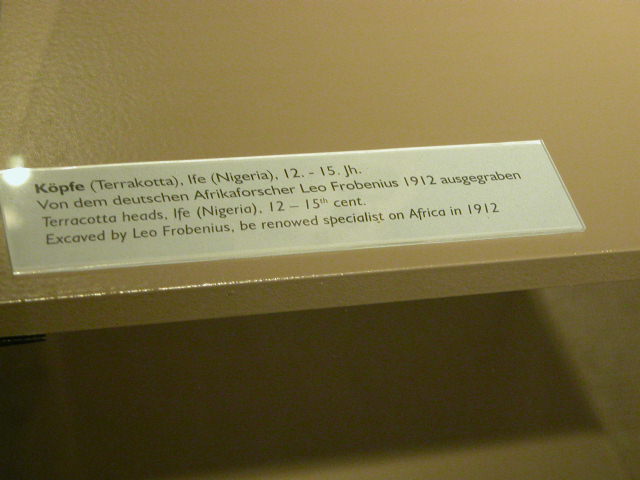 Köpfe (Terrakotta), Ife (Nigeria), 12. - 15. Jh.
Von dem deutschen Afrikaforscher Leo Frobenius 1912 ausgegraben
Terracotta heads, Ife (Nigeria), 12 – 15th cent.
Excaved by Leo Frobenius, be renowed specialist on Africa in 1912